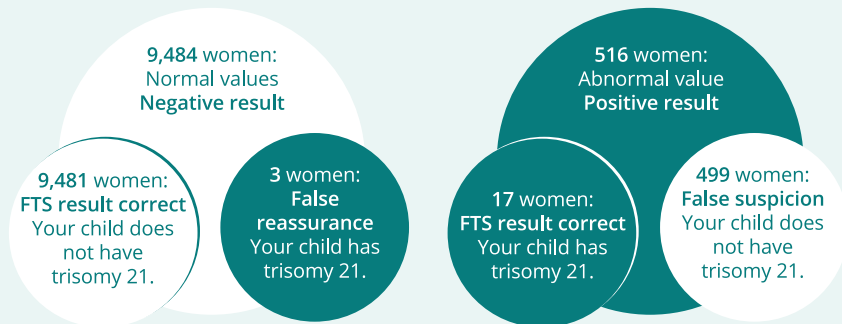 9,484 women:
Normal values
Negative result
9,481 women:
FTS result correct
Your child does
not have
trisomy 21.
3 women:
False
reassurance
Your child has
trisomy 21.
516 women:
Abnormal value
Positive result
17 women:
FTS result correct
Your child has
trisomy 21.
499 women:
False suspicion
Your child does
not have
trisomy 21.